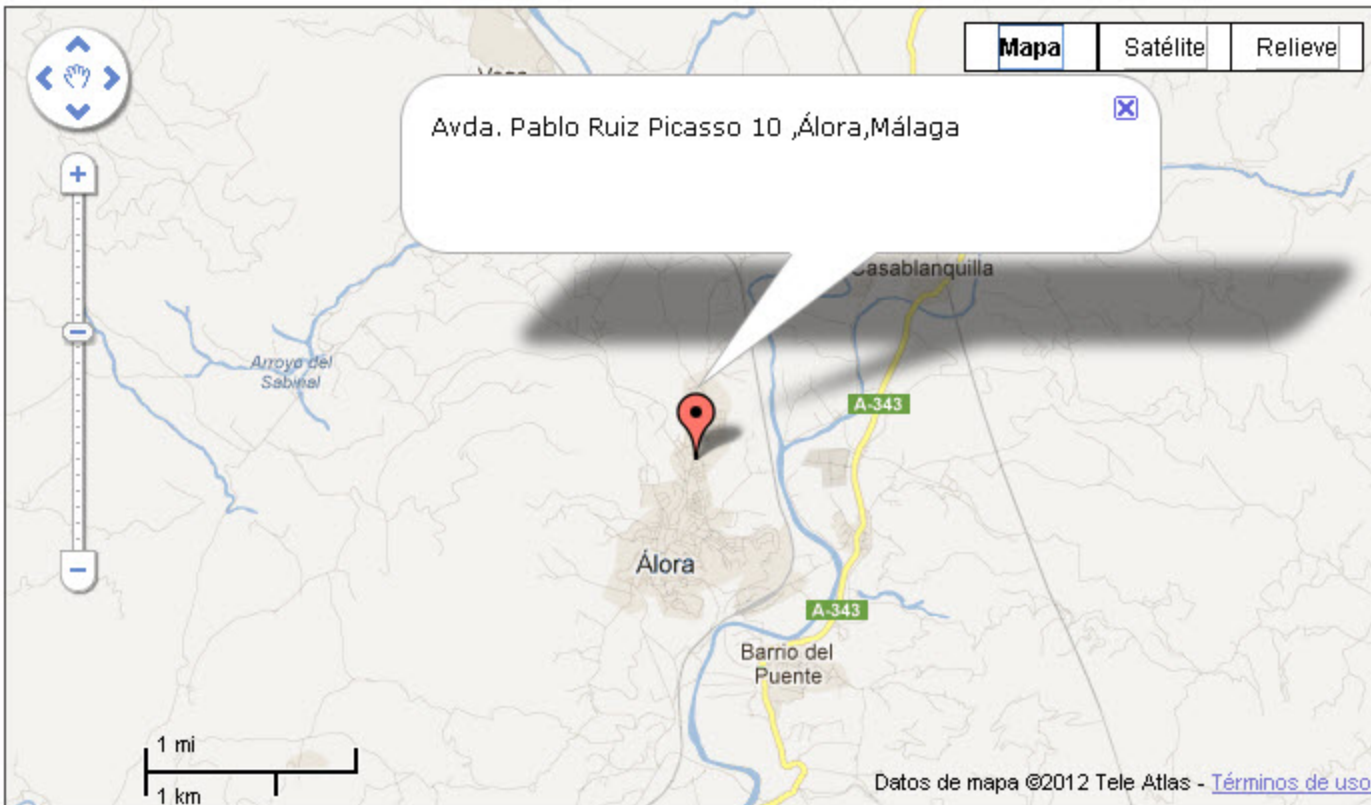 Mapa
Satélite
Relieve
Avda. Pablo Ruiz Picasso 10 ,Álora,Málaga
Casablanquilla
Arroyo del
Sabinal
A-343
Álora
A-343
Barrio del
Puente
1 mi
1 km
Datos de mapa ©2012 Tele Atlas - Términos de uso